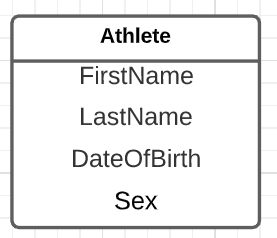 Athlete
FirstName
LastName
DateOfBirth
Sex